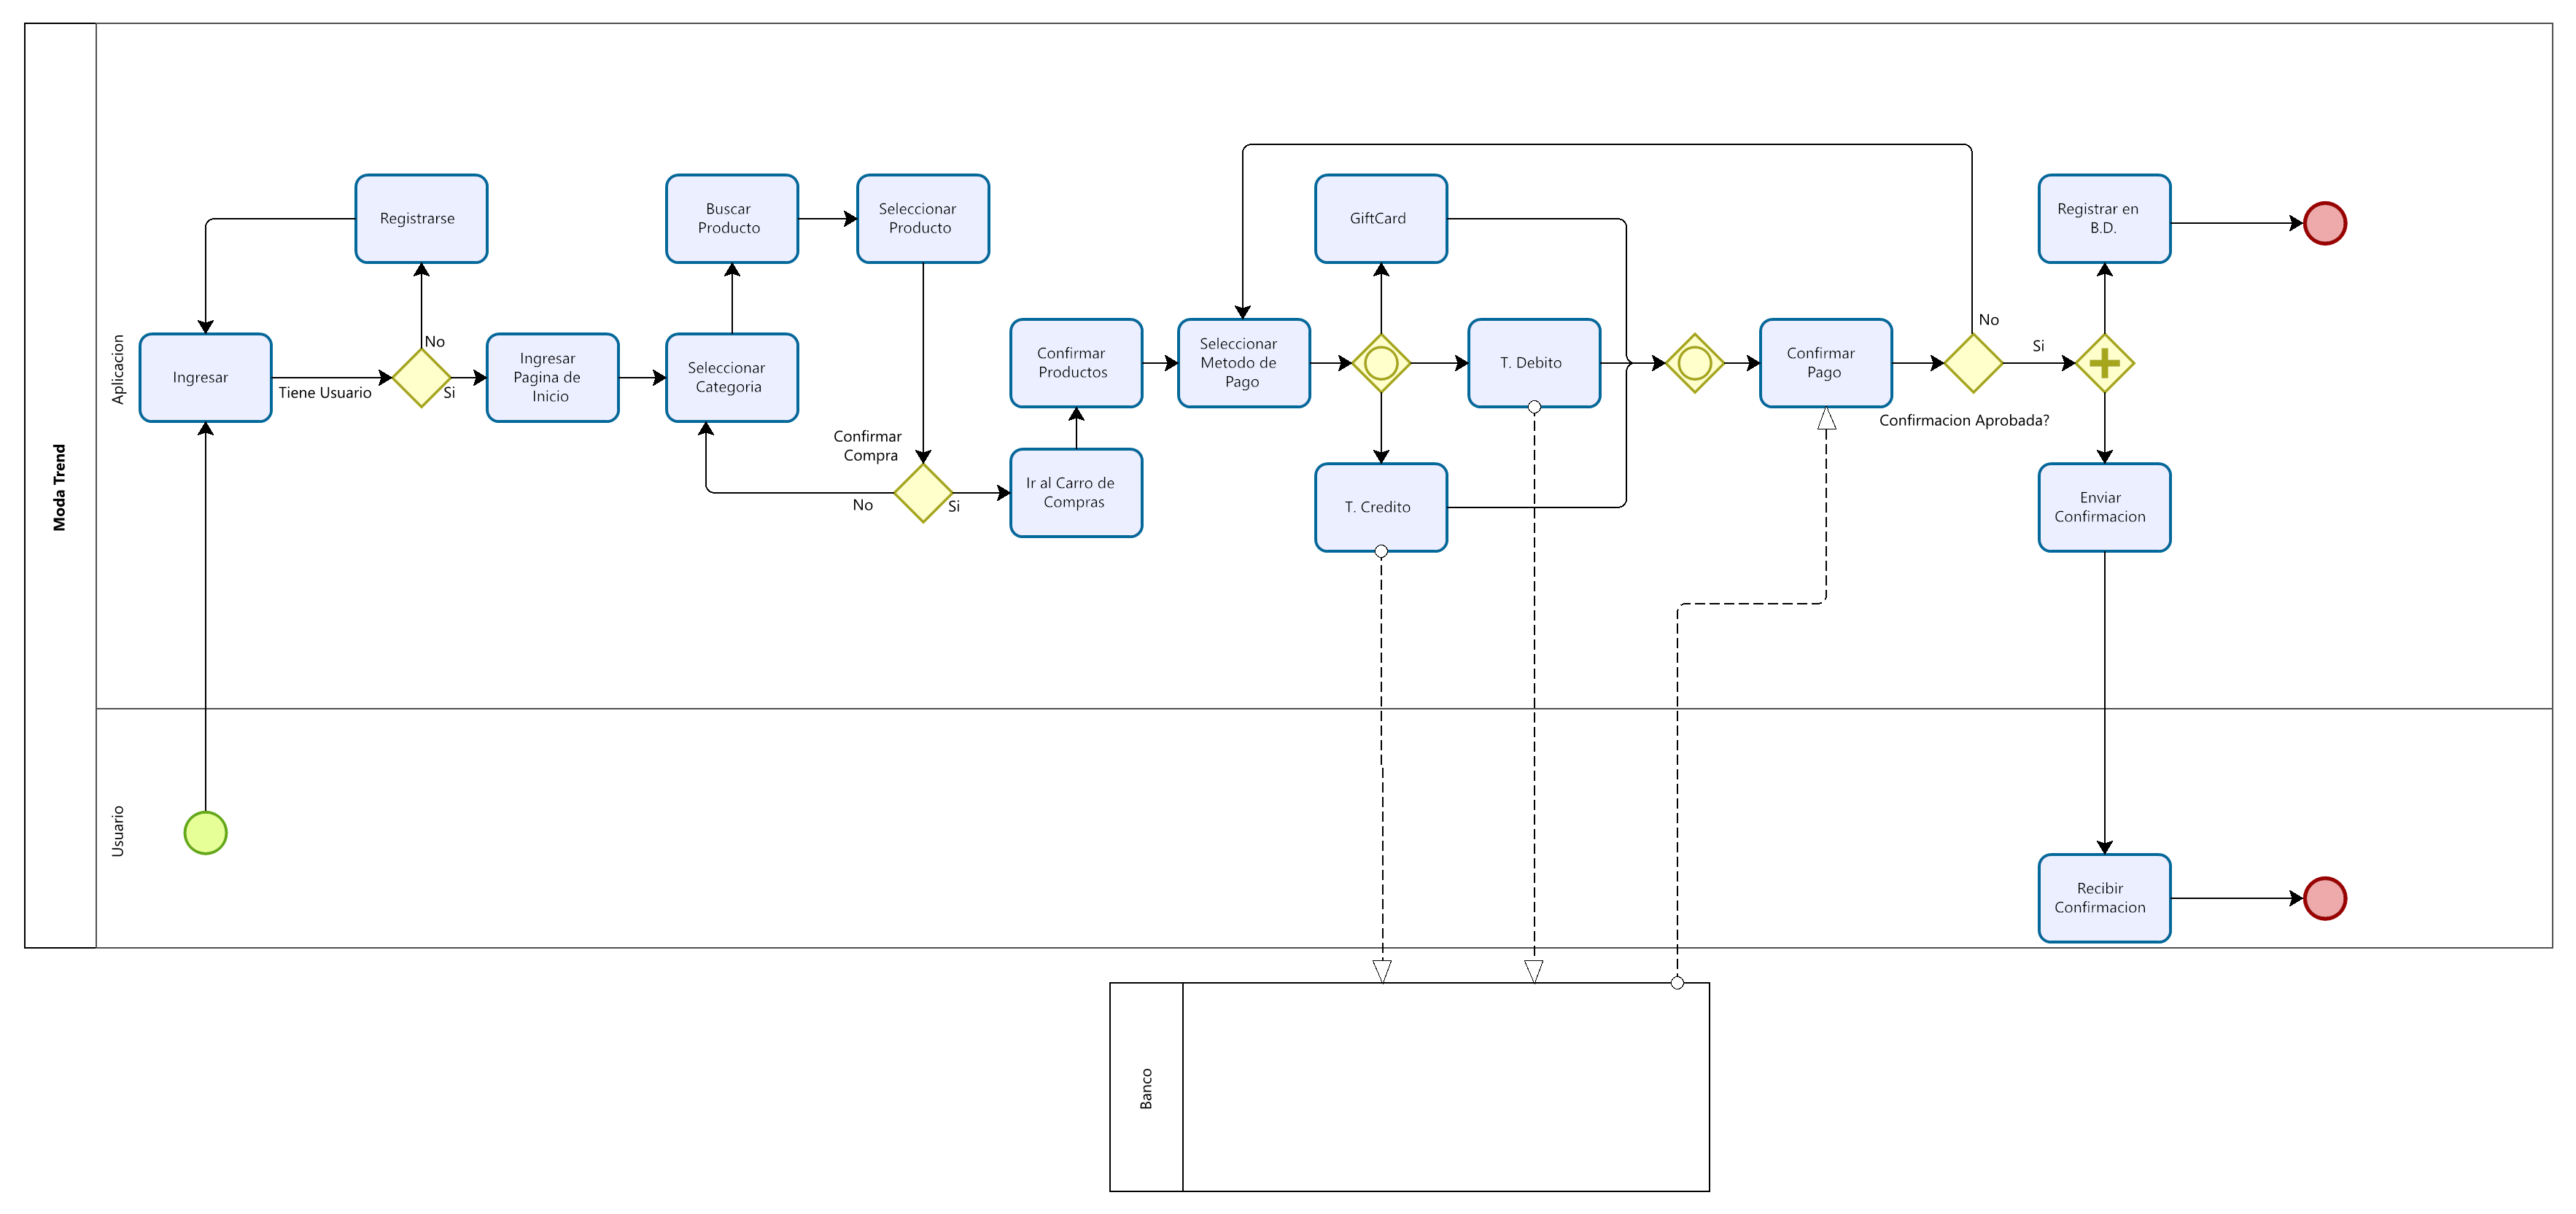 Moda Trend
Aplicacion
Usuario
Ingresar
Tiene Usuario
No
Si
Registrarse
Ingresar
Pagina de
Inicio
Seleccionar
Categoria
Buscar
Producto
Seleccionar
Producto
Confirmar
Compra
No
Si
Ir al Carro de
Compras
Confirmar
Productos
Seleccionar
Metodo de
Pago
GiftCard
T. Debito
T. Credito
Confirmar
Pago
No
Si
Confirmacion Aprobada?
Registrar en
B.D.
Enviar
Confirmacion
Recibir
Confirmacion
Banco